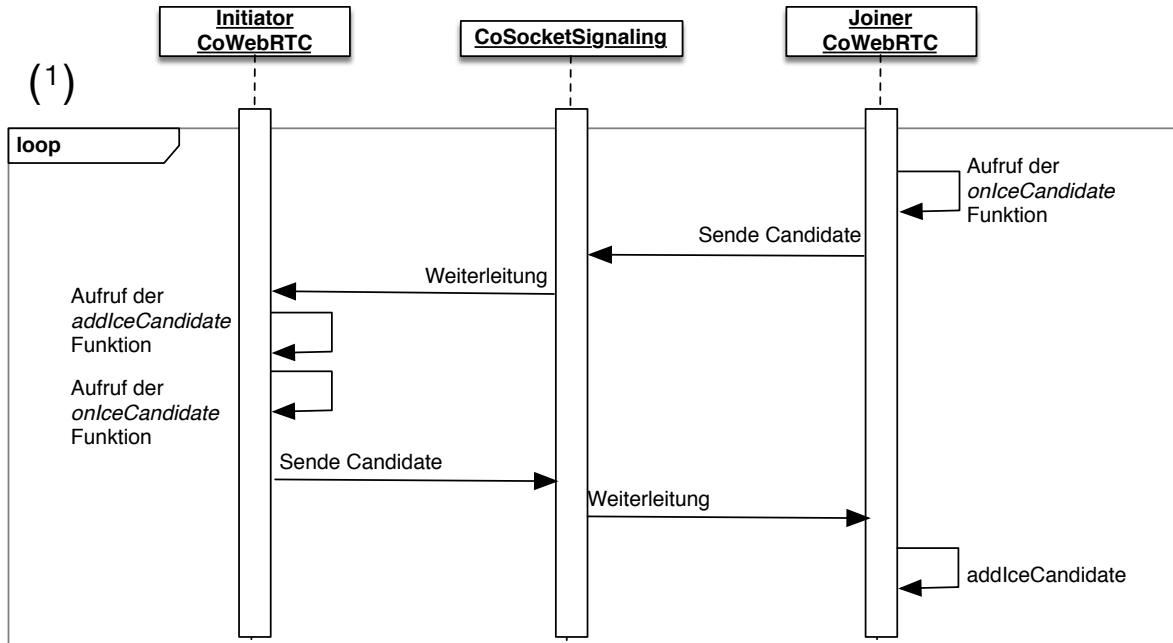 Initiator
CoWebRTC
CoSocketSignaling
Joiner
CoWebRTC
(1)
loop
Aufruf der
onIceCandidate
Funktion
Sende Candidate
Weiterleitung
Aufruf der
addIceCandidate
Funktion
Aufruf der
onIceCandidate
Funktion
Sende Candidate
Weiterleitung
addIceCandidate